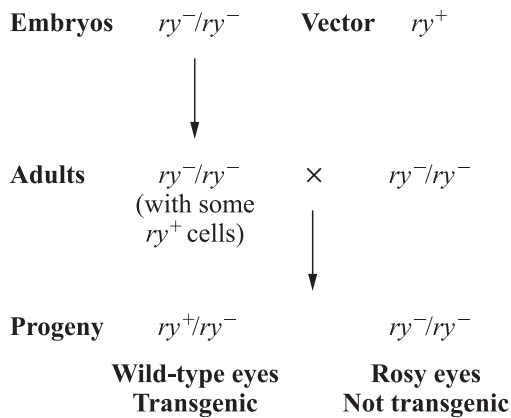 Embryos ry⁻/ry⁻ Vector ry⁺
Adults ry⁻/ry⁻ × ry⁻/ry⁻
(with some
ry⁺ cells)
Progeny ry⁺/ry⁻ ry⁻/ry⁻
Wild-type eyes Rosy eyes
Transgenic Not transgenic